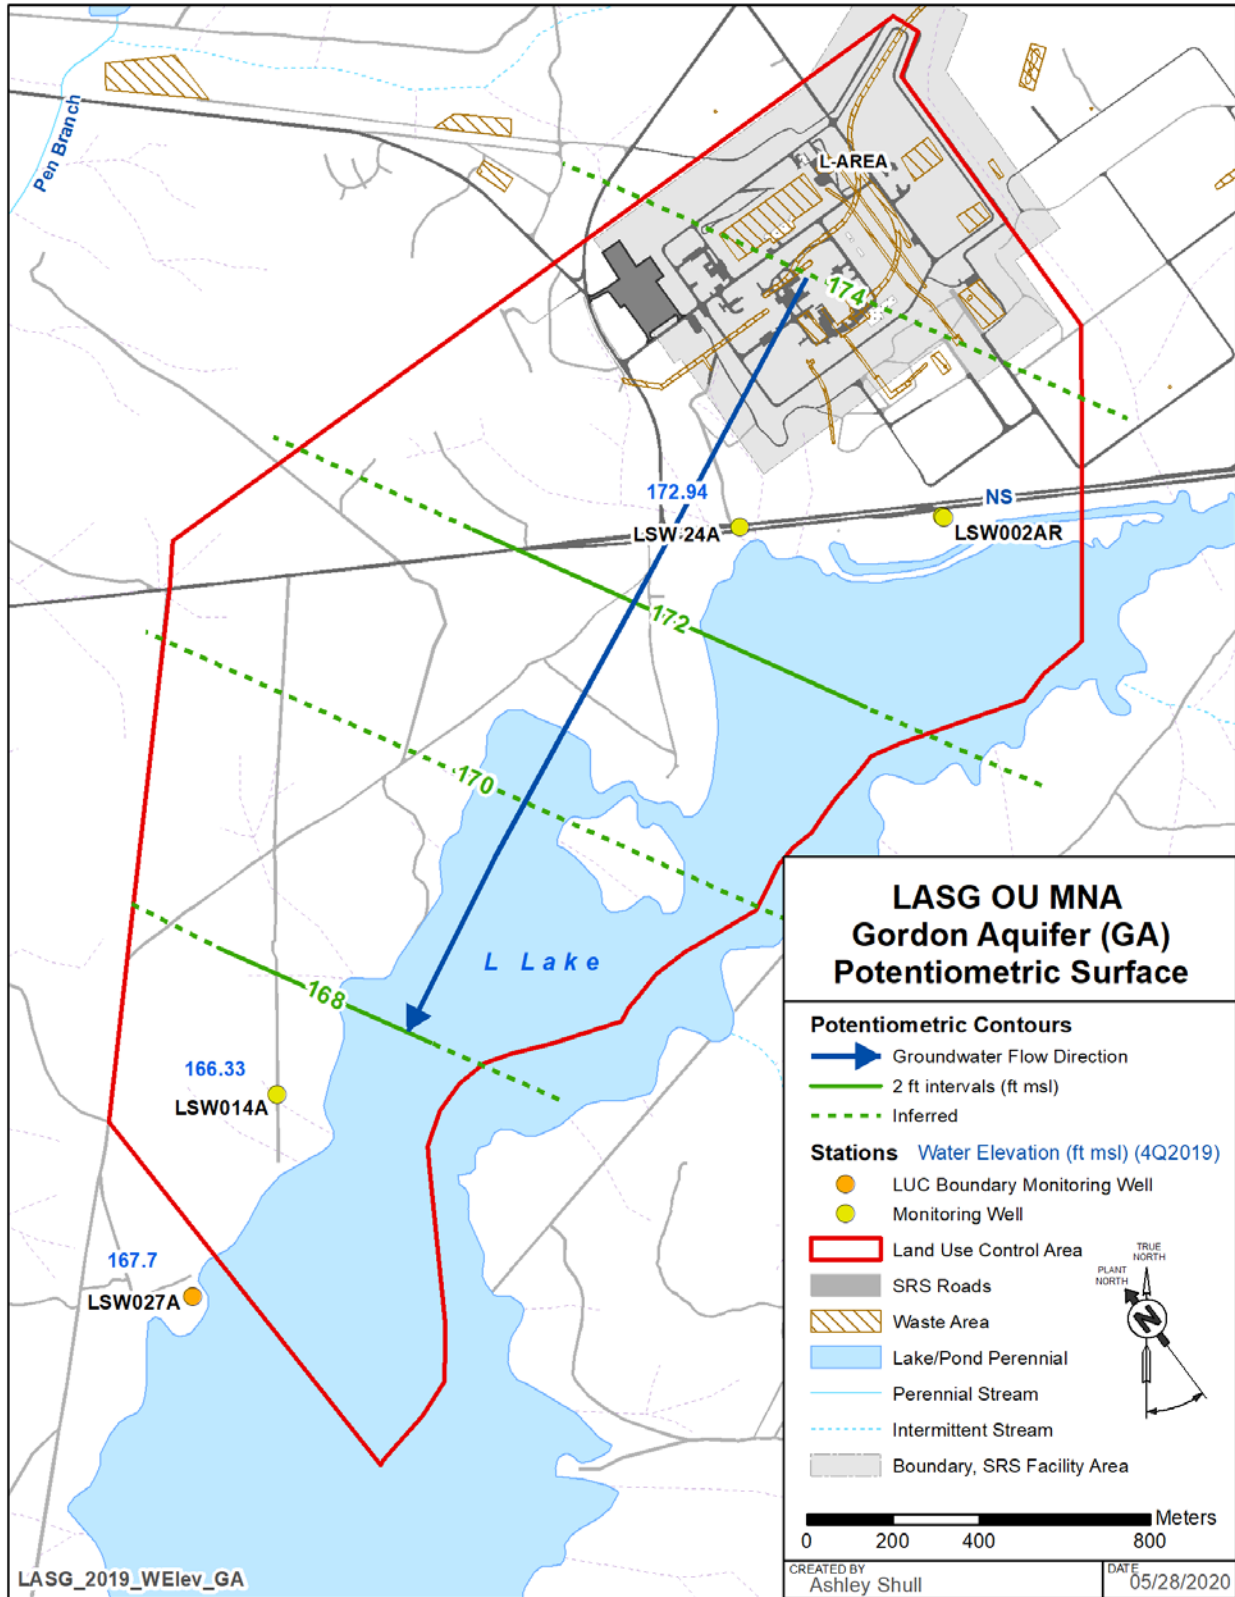 Pen Branch
L-AREA
174
172.94
LSW 24A
NS
LSW002AR
172
170
L Lake
168
166.33
LSW014A
167.7
LSW027A
LASG_2019_WElev_GA
LASG OU MNA
Gordon Aquifer (GA)
Potentiometric Surface
Potentiometric Contours
Groundwater Flow Direction
2 ft intervals (ft msl)
Inferred
Stations Water Elevation (ft msl) (4Q2019)
LUC Boundary Monitoring Well
Monitoring Well
Land Use Control Area
SRS Roads
Waste Area
Lake/Pond Perennial
Perennial Stream
Intermittent Stream
Boundary, SRS Facility Area
TRUE
NORTH
PLANT
NORTH
N
Meters
0 200 400 800
CREATED BY
Ashley Shull
DATE
05/28/2020